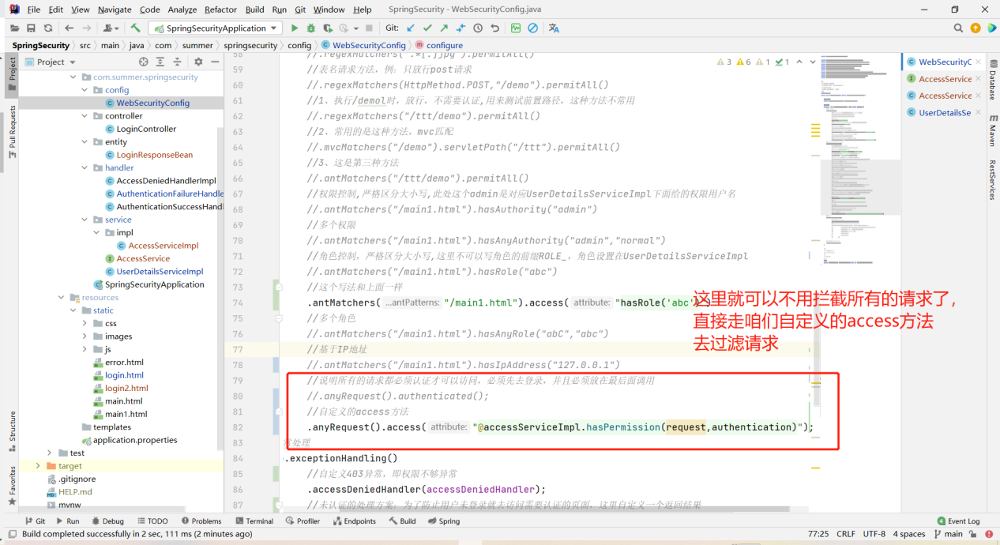 File Edit View Navigate Code Analyze Refactor Build Run Git Window Help SpringSecurity - WebSecurityConfig.java
SpringSecurityApplication Git:
SpringSecurity src main java com summer springsecurity config WebSecurityConfig configure
Project
com.summer.springsecurity
config
WebSecurityConfig
controller
LoginController
entity
LoginResponseBean
handler
AccessDeniedHandlerImpl
AuthenticationFailureHandle
AuthenticationSuccessHandl
service
impl
AccessServiceImpl
AccessService
UserDetailsServiceImpl
SpringSecurityApplication
resources
static
css
images
js
error.html
login.html
login2.html
main.html
main1.html
templates
application.properties
test
target
.gitignore
HELP.md
mvnw
Project
Pull Requests
Structure
Favorites
58 //.regexMatchers(".*[.]jpg").permitAll()
59 //表名请求方法，例：只放行post请求
60 //.regexMatchers(HttpMethod.POST,"/demo").permitAll()
61 //1、执行/demo1时，放行，不需要认证,用来测试前置路径，这种方法不常用
62 //.regexMatchers("/ttt/demo").permitAll()
63 //2、常用的是这种方法，mvc匹配
64 //.mvcMatchers("/demo").servletPath("/ttt").permitAll()
65 //3、这是第三种方法
66 //.antMatchers("/ttt/demo").permitAll()
67 //权限控制,严格区分大小写,此处这个admin是对应UserDetailsServiceImpl下面给的权限用户名
68 //.antMatchers("/main1.html").hasAuthority("admin")
69 //多个权限
70 //.antMatchers("/main1.html").hasAnyAuthority("admin","normal")
71 //角色控制，严格区分大小写,这里不可以写角色的前缀ROLE_，角色设置在UserDetailsServiceImpl
72 //.antMatchers("/main1.html").hasRole("abc")
73 //这个写法和上面一样
74 .antMatchers( ...antPatterns: "/main1.html").access( attribute: "hasRole('abc'
75 //多个角色
76 //.antMatchers("/main1.html").hasAnyRole("abC","abc")
77 //基于IP地址
78 //.antMatchers("/main1.html").hasIpAddress("127.0.0.1")
79 //说明所有的请求都必须认证才可以访问，必须先去登录，并且必须放在最后面调用
80 //.anyRequest().authenticated();
81 //自定义的access方法
82 .anyRequest().access( attribute: "@accessServiceImpl.hasPermission(request,authentication)");
83 常处理
84 .exceptionHandling()
85 //自定义403异常，即权限不够异常
86 .accessDeniedHandler(accessDeniedHandler);
87 //未认证的处理方案：为了防止用户未登录就去访问需要认证的页面，这里自定义一个返回结果
这里就可以不用拦截所有的请求了，
直接走咱们自定义的access方法
去过滤请求
3 6 1 1
WebSecurityC
AccessService
AccessService
UserDetailsSe
Database
Maven
RestServices
Git Run Debug TODO Problems Terminal Profiler Endpoints Build Spring 4 Event Log
Build completed successfully in 2 sec, 111 ms (2 minutes ago) 77:25 CRLF UTF-8 4 spaces main